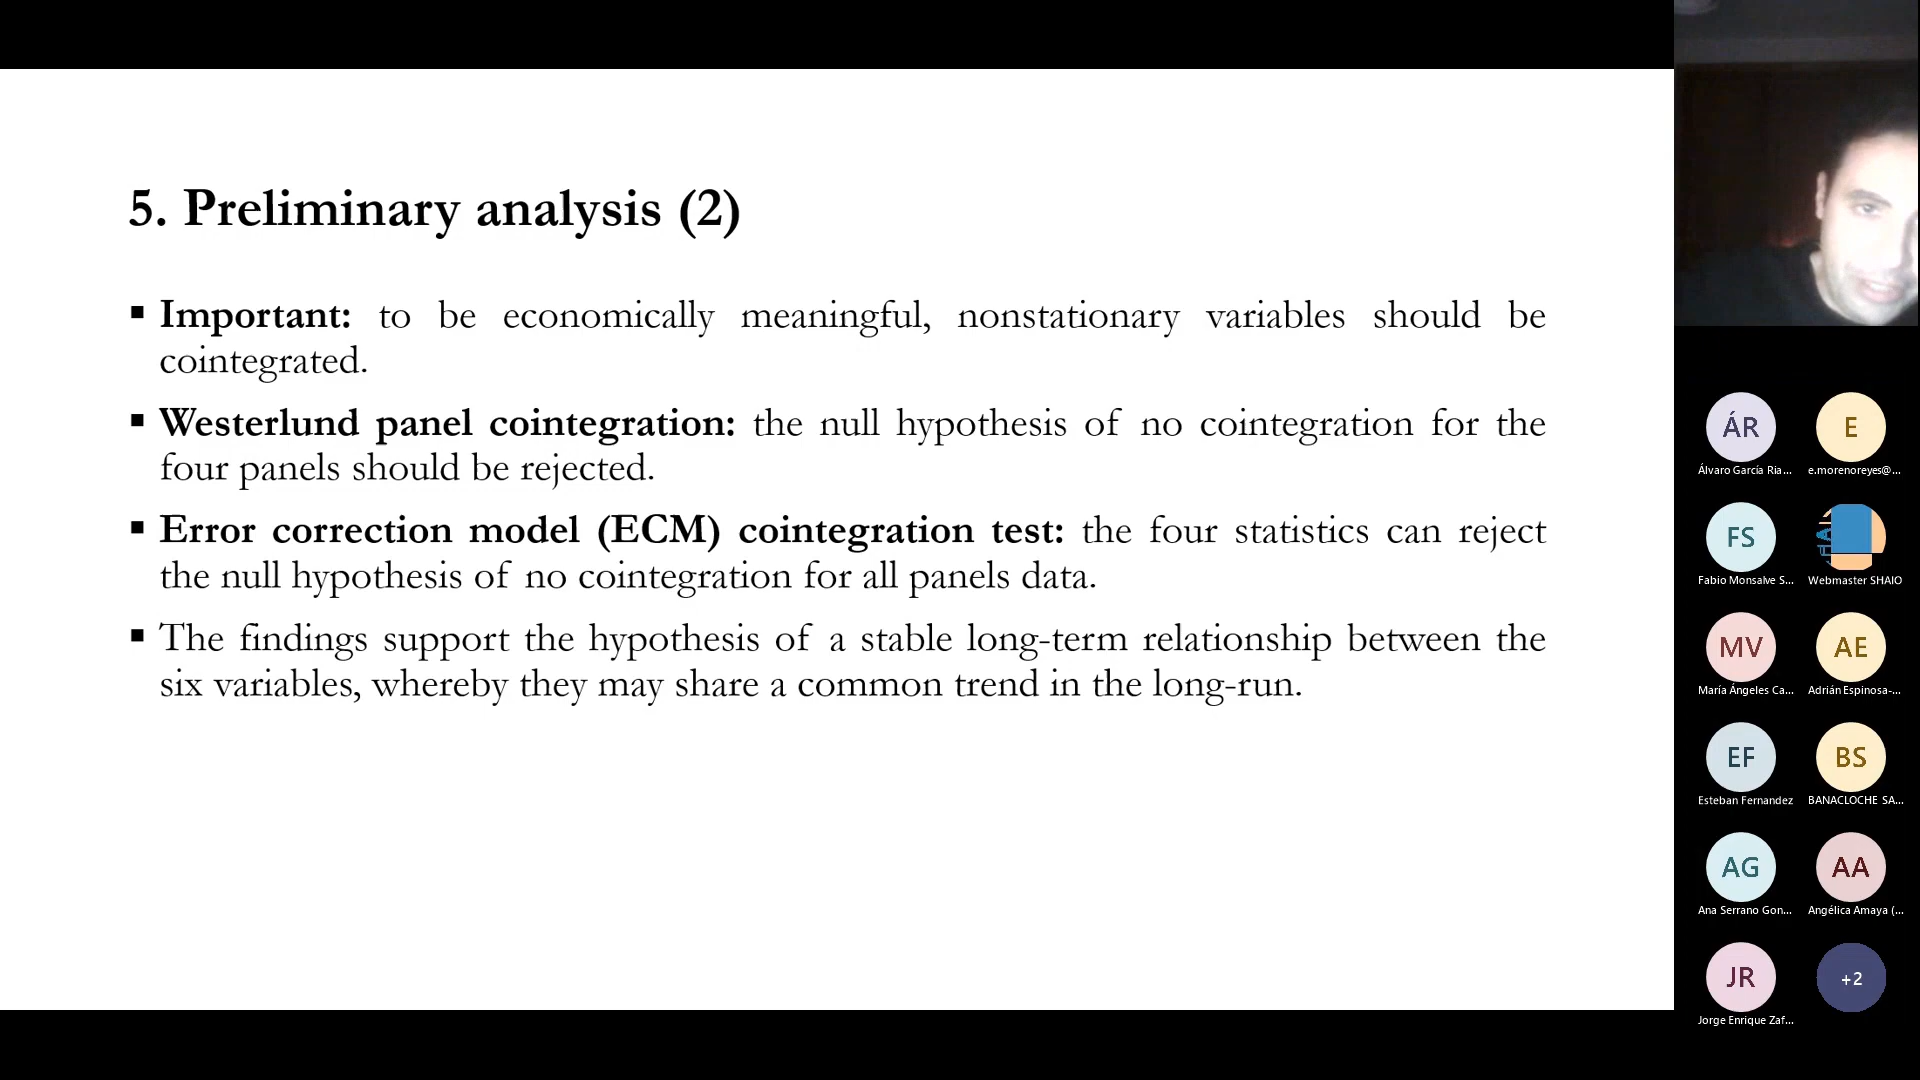 5. Preliminary analysis (2)
▪ Important: to be economically meaningful, nonstationary variables should be
cointegrated.
▪ Westerlund panel cointegration: the null hypothesis of no cointegration for the
four panels should be rejected.
▪ Error correction model (ECM) cointegration test: the four statistics can reject
the null hypothesis of no cointegration for all panels data.
▪ The findings support the hypothesis of a stable long-term relationship between the
six variables, whereby they may share a common trend in the long-run.
ÁR
E
Álvaro García Ria...
e.morenoreyes@...
FS
Fabio Monsalve S...
Webmaster SHAIO
MV
AE
María Ángeles Ca...
Adrián Espinosa-...
EF
BS
Esteban Fernandez
BANACLOCHE SA...
AG
AA
Ana Serrano Gon...
Angélica Amaya (...
JR
+2
Jorge Enrique Zaf...